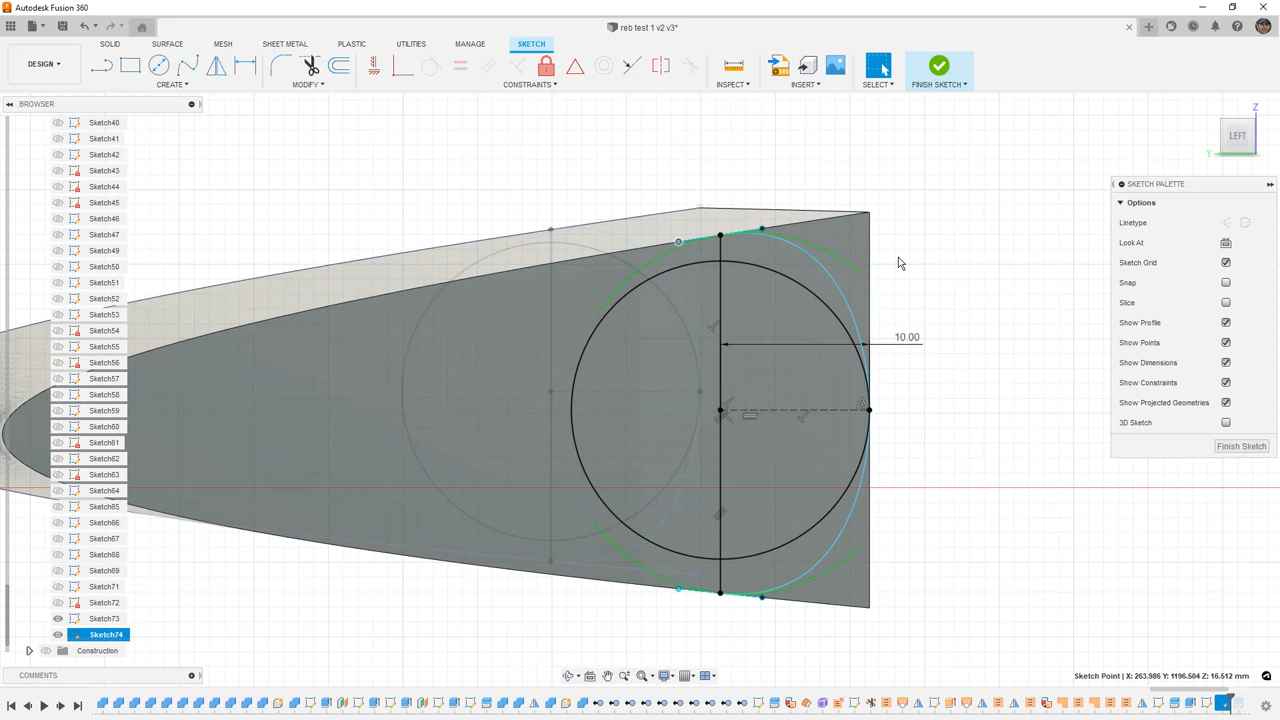 Autodesk Fusion 360
reb test 1 v2 v3*
DESIGN
SOLID
SURFACE
MESH
SHEET METAL
PLASTIC
UTILITIES
MANAGE
SKETCH
CREATE
MODIFY
CONSTRAINTS
INSPECT
INSERT
SELECT
FINISH SKETCH
BROWSER
Sketch40
Sketch41
Sketch42
Sketch43
Sketch44
Sketch45
Sketch46
Sketch47
Sketch49
Sketch50
Sketch52
Sketch53
Sketch54
Sketch55
Sketch56
Sketch57
Sketch58
Sketch59
Sketch60
Sketch61
Sketch62
Sketch63
Sketch64
Sketch65
Sketch66
Sketch67
Sketch68
Sketch69
Sketch71
Sketch72
Sketch73
Sketch74
Construction
COMMENTS
10.00
Z
LEFT
Y
SKETCH PALETTE
Options
Linetype
Look At
Sketch Grid
Snap
Slice
Show Profile
Show Points
Show Dimensions
Show Constraints
Show Projected Geometries
3D Sketch
Finish Sketch
Sketch Point | X: 263.986 Y: 1196.504 Z: 16.512 mm